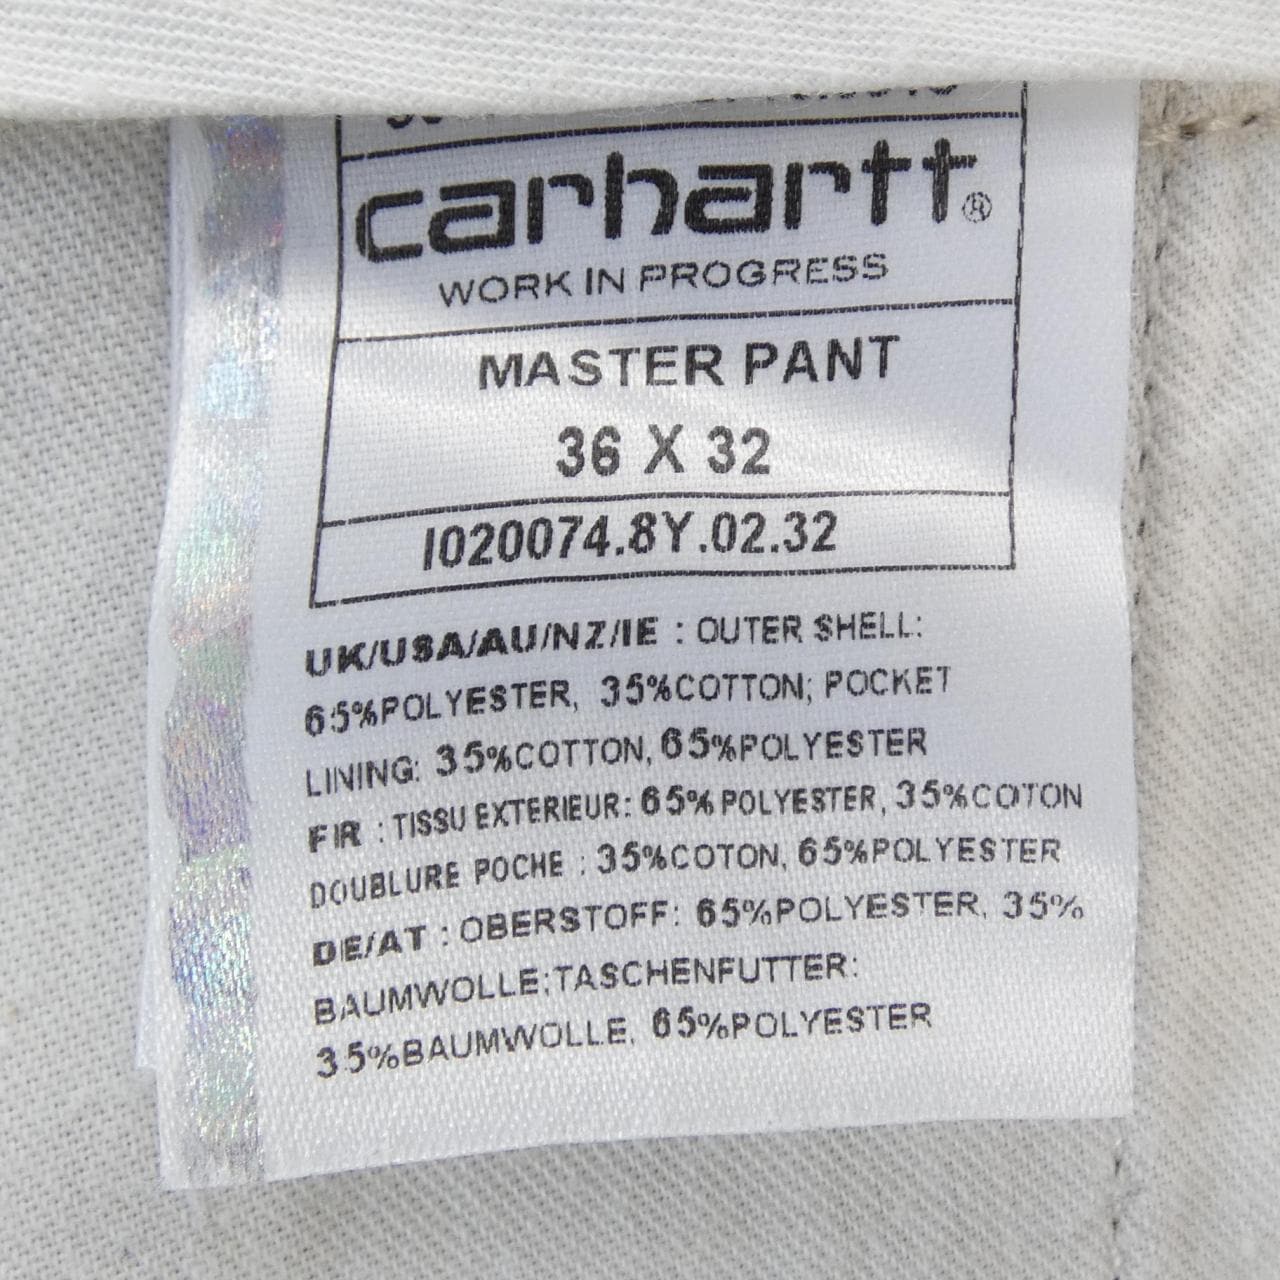 carhartt®
WORK IN PROGRESS
MASTER PANT
36 X 32
I020074.8Y.02.32
UK/USA/AU/NZ/IE : OUTER SHELL:
65%POLYESTER, 35%COTTON; POCKET
LINING: 35%COTTON, 65%POLYESTER
FIR : TISSU EXTERIEUR: 65% POLYESTER, 35%COTON
DOUBLURE POCHE : 35%COTON, 65%POLYESTER
DE/AT : OBERSTOFF: 65%POLYESTER, 35%
BAUMWOLLE;TASCHENFUTTER:
35%BAUMWOLLE, 65%POLYESTER